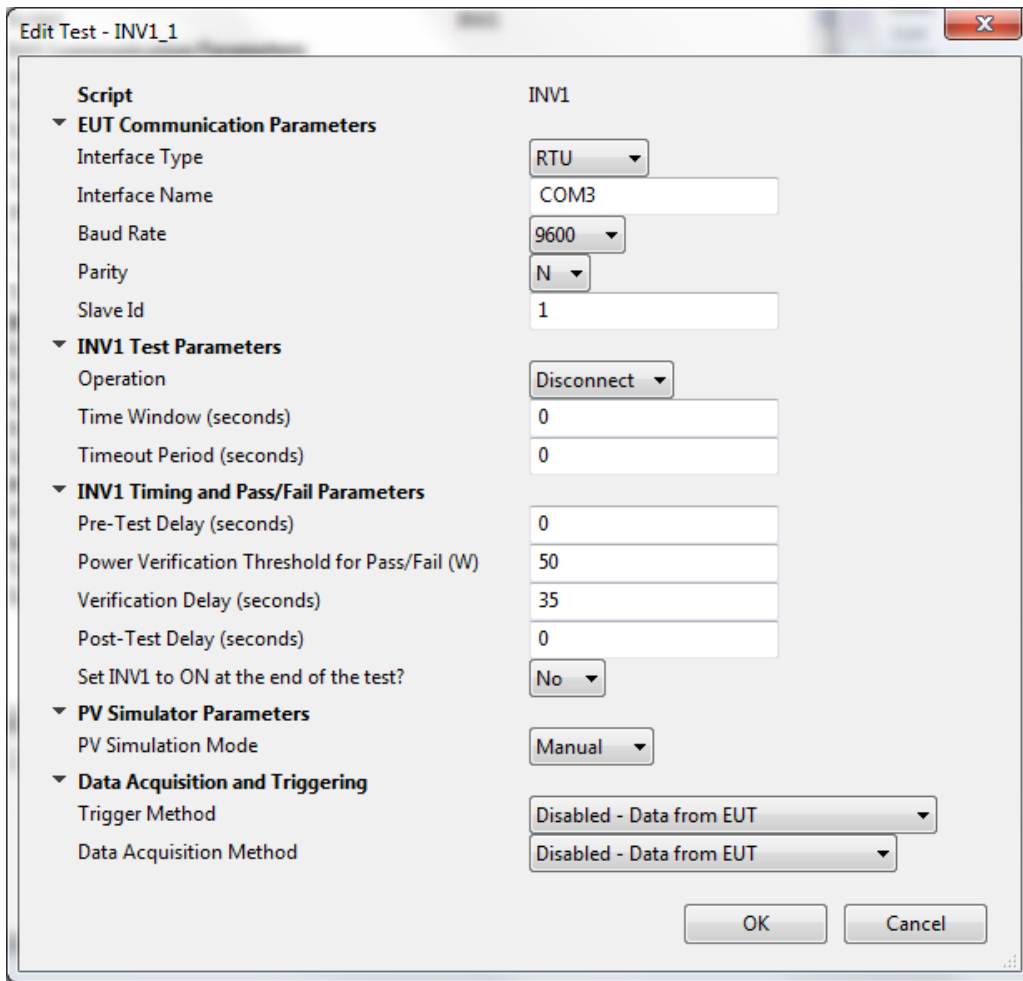 Edit Test - INV1_1
Script INV1
EUT Communication Parameters
Interface Type RTU
Interface Name COM3
Baud Rate 9600
Parity N
Slave Id 1
INV1 Test Parameters
Operation Disconnect
Time Window (seconds) 0
Timeout Period (seconds) 0
INV1 Timing and Pass/Fail Parameters
Pre-Test Delay (seconds) 0
Power Verification Threshold for Pass/Fail (W) 50
Verification Delay (seconds) 35
Post-Test Delay (seconds) 0
Set INV1 to ON at the end of the test? No
PV Simulator Parameters
PV Simulation Mode Manual
Data Acquisition and Triggering
Trigger Method Disabled - Data from EUT
Data Acquisition Method Disabled - Data from EUT
OK Cancel